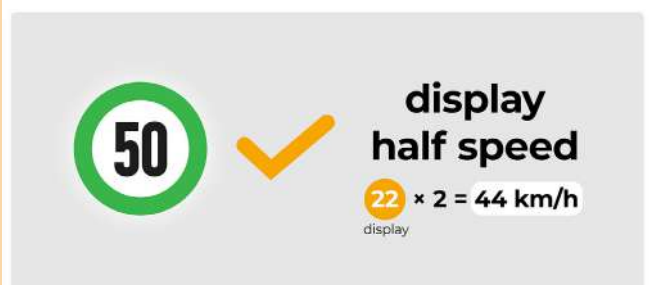 50
display
half speed
22 × 2 = 44 km/h
display